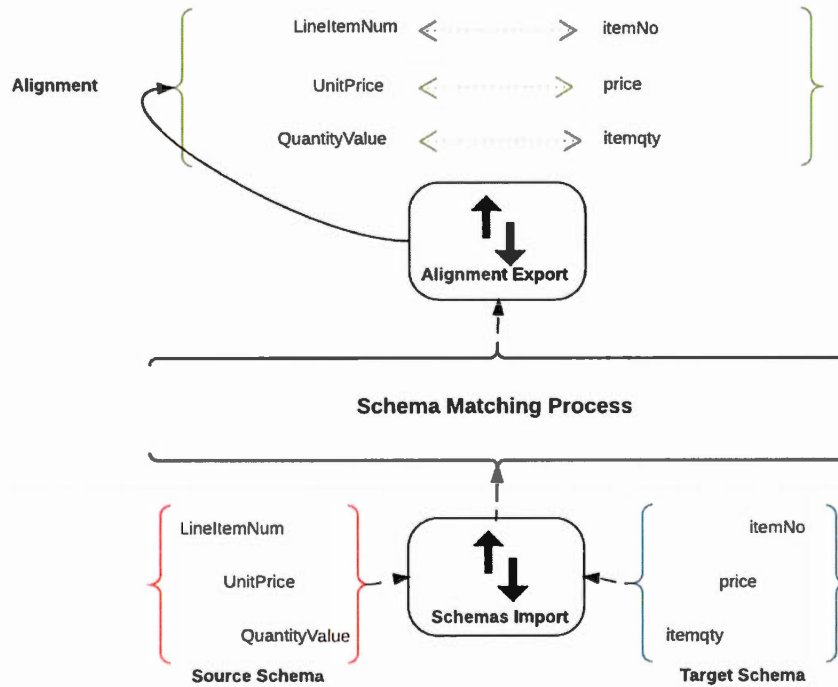 LineItemNum itemNo
Alignment UnitPrice price
QuantityValue itemqty
Alignment Export
Schema Matching Process
LineItemNum itemNo
UnitPrice price
QuantityValue itemqty
Schemas Import
Source Schema Target Schema